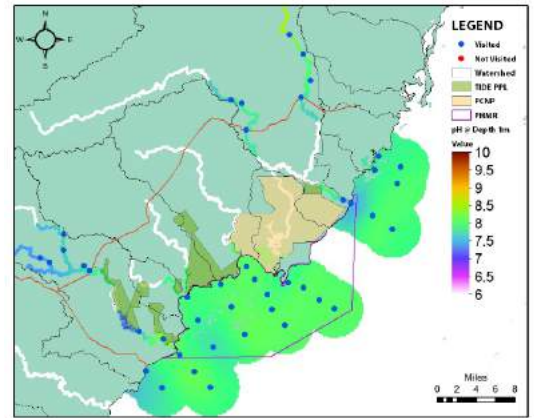 N
W E
S
LEGEND
Visited
Not Visited
Watershed
TIDE PPL
PCNP
PHMR
pH @ Depth 1m
Value
10
9.5
9
8.5
8
7.5
7
6.5
6
Miles
0 2 4 6 8